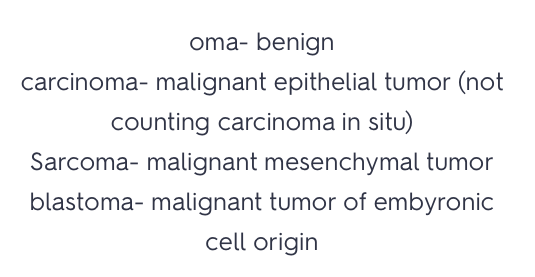 oma- benign
carcinoma- malignant epithelial tumor (not
counting carcinoma in situ)
Sarcoma- malignant mesenchymal tumor
blastoma- malignant tumor of embyronic
cell origin